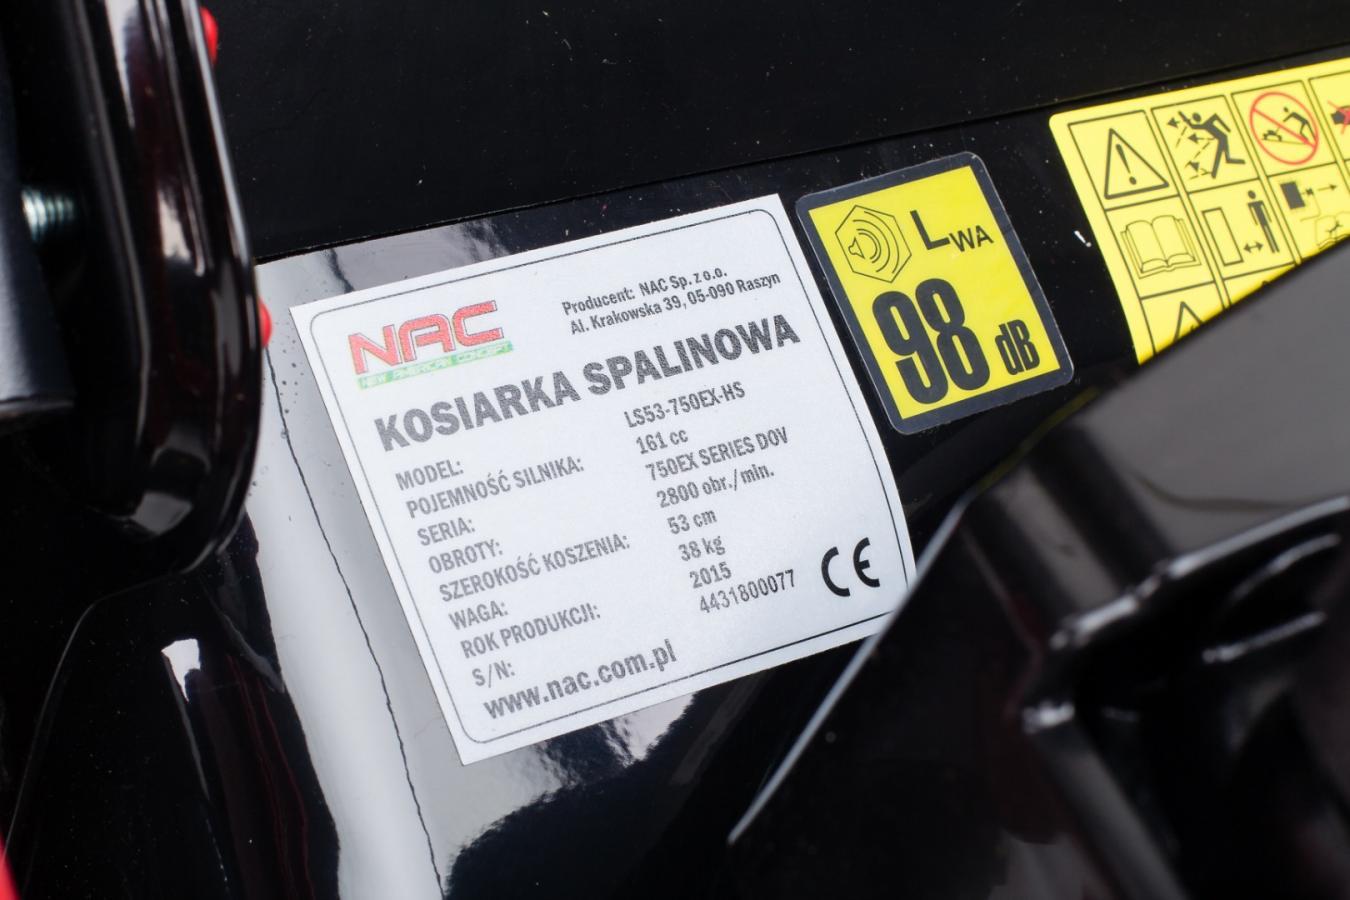 NAC
NEW AMERICAN CONCEPT
Producent: NAC Sp. z o.o.
Al. Krakowska 39, 05-090 Raszyn
KOSIARKA SPALINOWA
MODEL: LS53-750EX-HS
POJEMNOŚĆ SILNIKA: 161 cc
SERIA: 750EX SERIES DOV
OBROTY: 2800 obr./min.
SZEROKOŚĆ KOSZENIA: 53 cm
WAGA: 38 kg
ROK PRODUKCJI: 2015
S/N: 4431800077
www.nac.com.pl
CE
LWA
98 dB